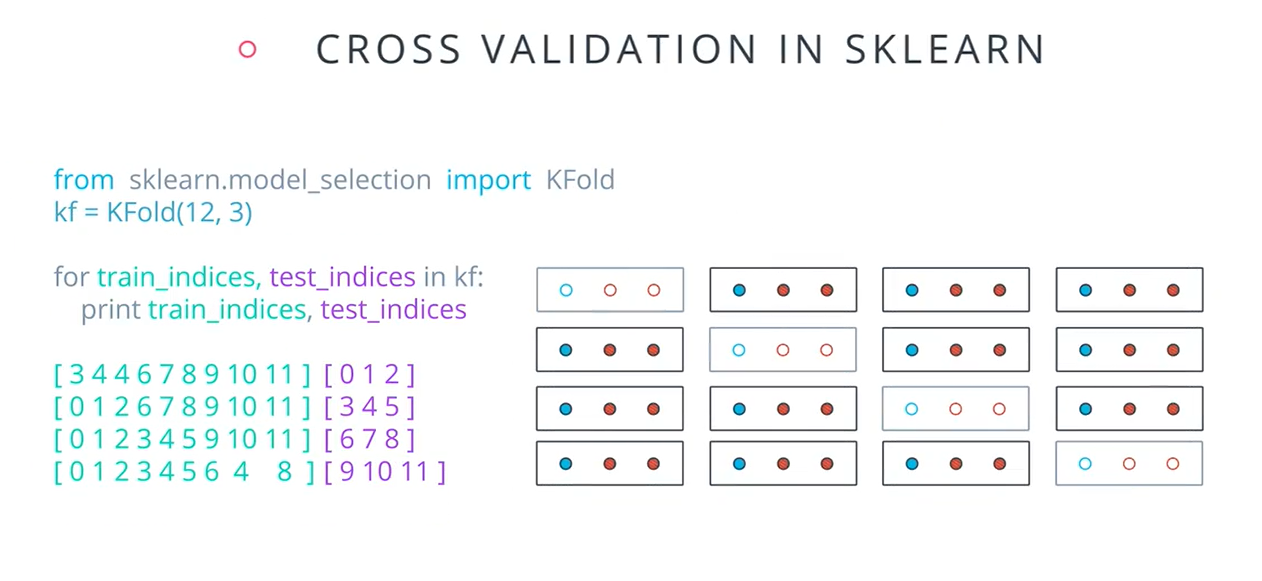 CROSS VALIDATION IN SKLEARN
from sklearn.model_selection import KFold
kf = KFold(12, 3)
for train_indices, test_indices in kf:
print train_indices, test_indices
[ 3 4 4 6 7 8 9 10 11 ] [ 0 1 2 ]
[ 0 1 2 6 7 8 9 10 11 ] [ 3 4 5 ]
[ 0 1 2 3 4 5 9 10 11 ] [ 6 7 8 ]
[ 0 1 2 3 4 5 6 4 8 ] [ 9 10 11 ]